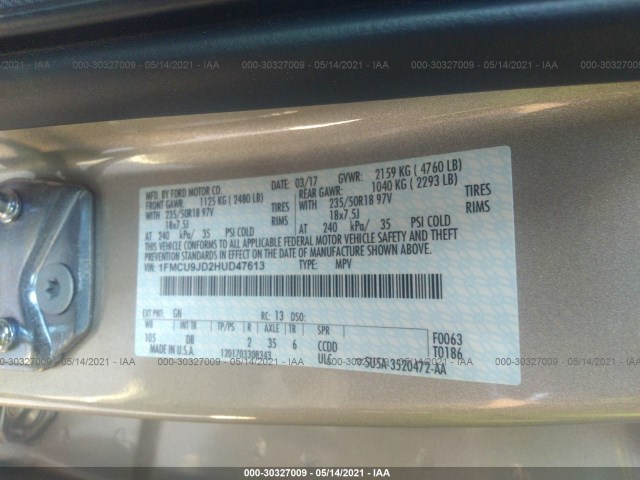 000-30327009 - 05/14/2021 - IAA
MFD. BY FORD MOTOR CO.
DATE: 03/17 GVWR: 2159 KG ( 4760 LB)
FRONT GAWR: 1125 KG ( 2480 LB) REAR GAWR: 1040 KG ( 2293 LB)
WITH 235/50R18 97V TIRES WITH 235/50R18 97V TIRES
18x7.5J RIMS 18x7.5J RIMS
AT 240 kPa/ 35 PSI COLD AT 240 kPa/ 35 PSI COLD
THIS VEHICLE CONFORMS TO ALL APPLICABLE FEDERAL MOTOR VEHICLE SAFETY, BUMPER, AND THEFT
PREVENTION STANDARDS IN EFFECT ON THE DATE OF MANUFACTURE SHOWN ABOVE.
VIN: 1FMCU9JD2HUD47613 TYPE: MPV
EXT PNT: GN RC: 13 DSO:
WB TP/PS R AXLE TR SPR
105 DB 2 35 6 CCDD F0063
MADE IN U.S.A. ULC T0186
5U5A-3520472-AA
000-30327009 - 05/14/2021 - IAA